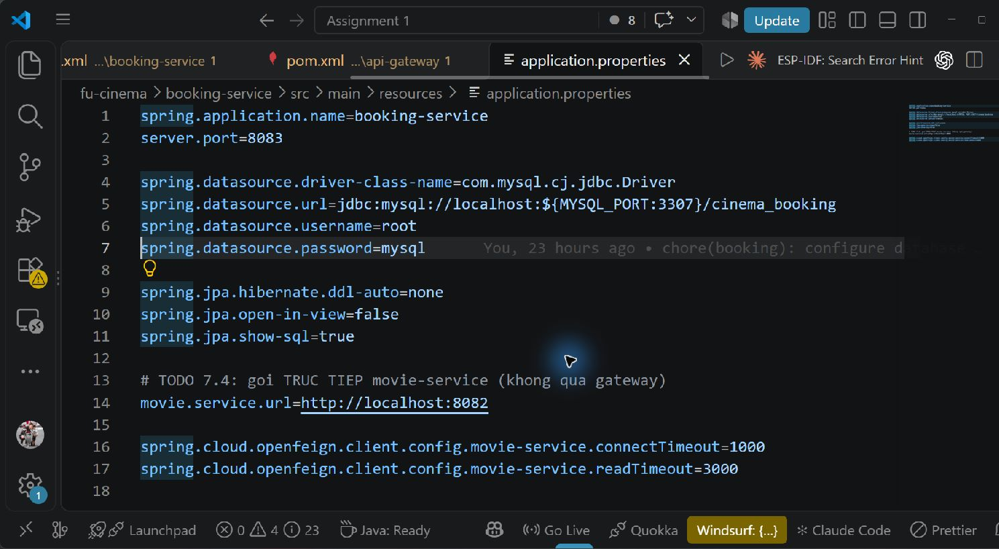 Assignment 1
8
Update
.xml ...\booking-service 1
pom.xml ...\api-gateway 1
application.properties
ESP-IDF: Search Error Hint
fu-cinema > booking-service > src > main > resources > application.properties
1 spring.application.name=booking-service
2 server.port=8083
3
4 spring.datasource.driver-class-name=com.mysql.cj.jdbc.Driver
5 spring.datasource.url=jdbc:mysql://localhost:${MYSQL_PORT:3307}/cinema_booking
6 spring.datasource.username=root
7 spring.datasource.password=mysql You, 23 hours ago • chore(booking): configure database
8
9 spring.jpa.hibernate.ddl-auto=none
10 spring.jpa.open-in-view=false
11 spring.jpa.show-sql=true
12
13 # TODO 7.4: goi TRUC TIEP movie-service (khong qua gateway)
14 movie.service.url=http://localhost:8082
15
16 spring.cloud.openfeign.client.config.movie-service.connectTimeout=1000
17 spring.cloud.openfeign.client.config.movie-service.readTimeout=3000
18
1
Launchpad 0 4 23 Java: Ready Go Live Quokka Windsurf: {...} Claude Code Prettier